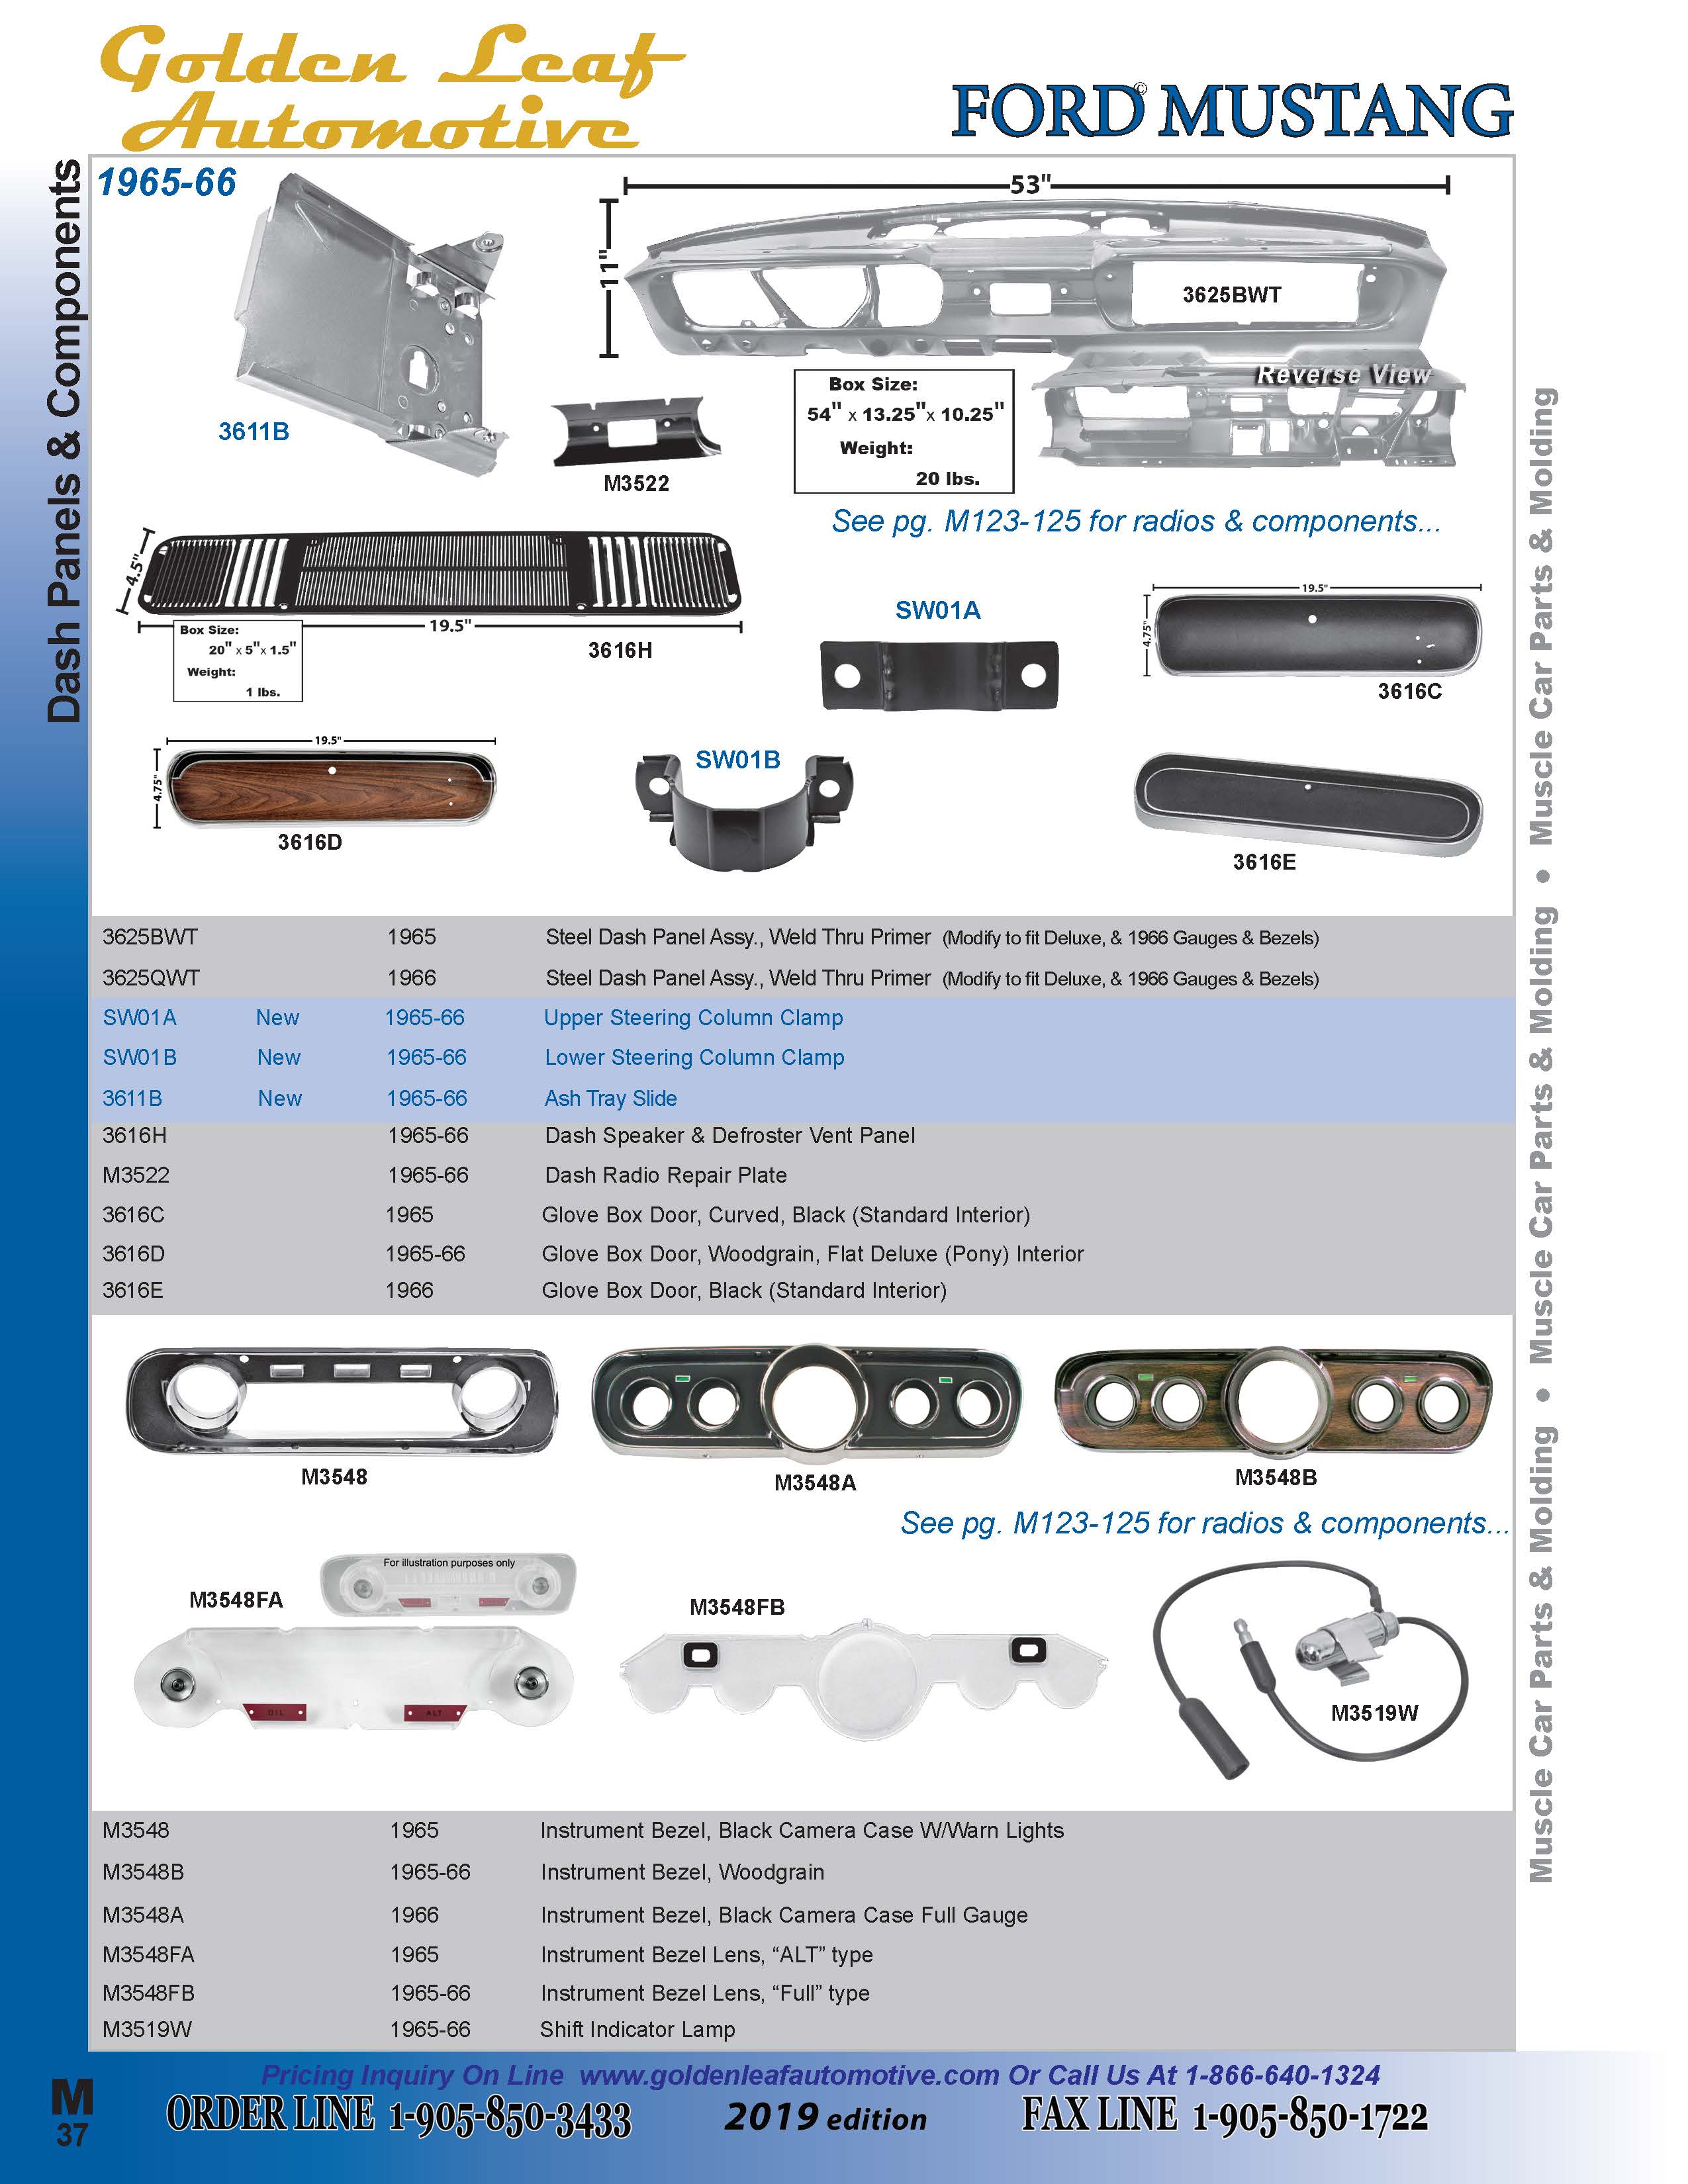 Golden Leaf
Automotive
FORD© MUSTANG
Dash Panels & Components
1965-66
53"
11"
3625BWT
Reverse View
3611B
M3522
Box Size:
54" x 13.25"x 10.25"
Weight:
20 lbs.
See pg. M123-125 for radios & components...
4.5"
19.5"
Box Size:
20" x 5"x 1.5"
Weight:
1 lbs.
3616H
SW01A
19.5"
4.75"
3616C
19.5"
4.75"
3616D
SW01B
3616E
3625BWT 1965 Steel Dash Panel Assy., Weld Thru Primer (Modify to fit Deluxe, & 1966 Gauges & Bezels)
3625QWT 1966 Steel Dash Panel Assy., Weld Thru Primer (Modify to fit Deluxe, & 1966 Gauges & Bezels)
SW01A New 1965-66 Upper Steering Column Clamp
SW01B New 1965-66 Lower Steering Column Clamp
3611B New 1965-66 Ash Tray Slide
3616H 1965-66 Dash Speaker & Defroster Vent Panel
M3522 1965-66 Dash Radio Repair Plate
3616C 1965 Glove Box Door, Curved, Black (Standard Interior)
3616D 1965-66 Glove Box Door, Woodgrain, Flat Deluxe (Pony) Interior
3616E 1966 Glove Box Door, Black (Standard Interior)
M3548
M3548A
M3548B
See pg. M123-125 for radios & components...
For illustration purposes only
M3548FA
OIL
ALT
M3548FB
M3519W
M3548 1965 Instrument Bezel, Black Camera Case W/Warn Lights
M3548B 1965-66 Instrument Bezel, Woodgrain
M3548A 1966 Instrument Bezel, Black Camera Case Full Gauge
M3548FA 1965 Instrument Bezel Lens, “ALT” type
M3548FB 1965-66 Instrument Bezel Lens, “Full” type
M3519W 1965-66 Shift Indicator Lamp
Muscle Car Parts & Molding • Muscle Car Parts & Molding • Muscle Car Parts & Molding
Pricing Inquiry On Line www.goldenleafautomotive.com Or Call Us At 1-866-640-1324
M
37
ORDER LINE 1-905-850-3433
2019 edition
FAX LINE 1-905-850-1722